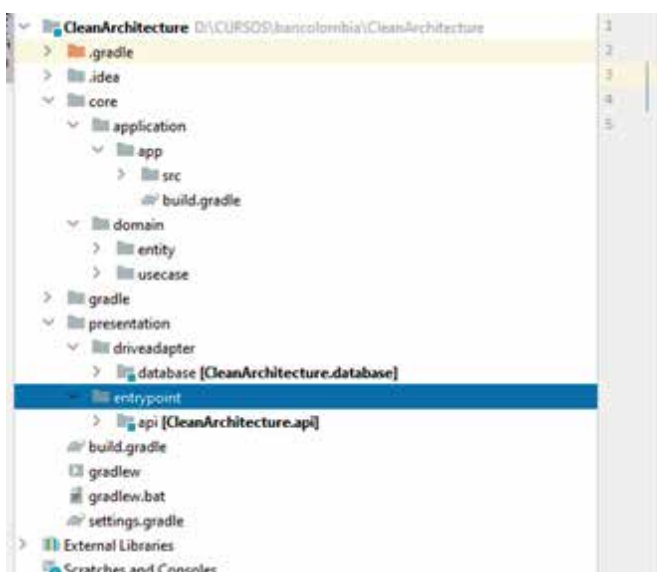 CleanArchitecture D:\CURSOS\bancolombia\CleanArchitecture
.gradle
.idea
core
application
app
src
build.gradle
domain
entity
usecase
gradle
presentation
driveadapter
database [CleanArchitecture.database]
entrypoint
api [CleanArchitecture.api]
build.gradle
gradlew
gradlew.bat
settings.gradle
External Libraries
Scratches and Consoles
1
2
3
4
5